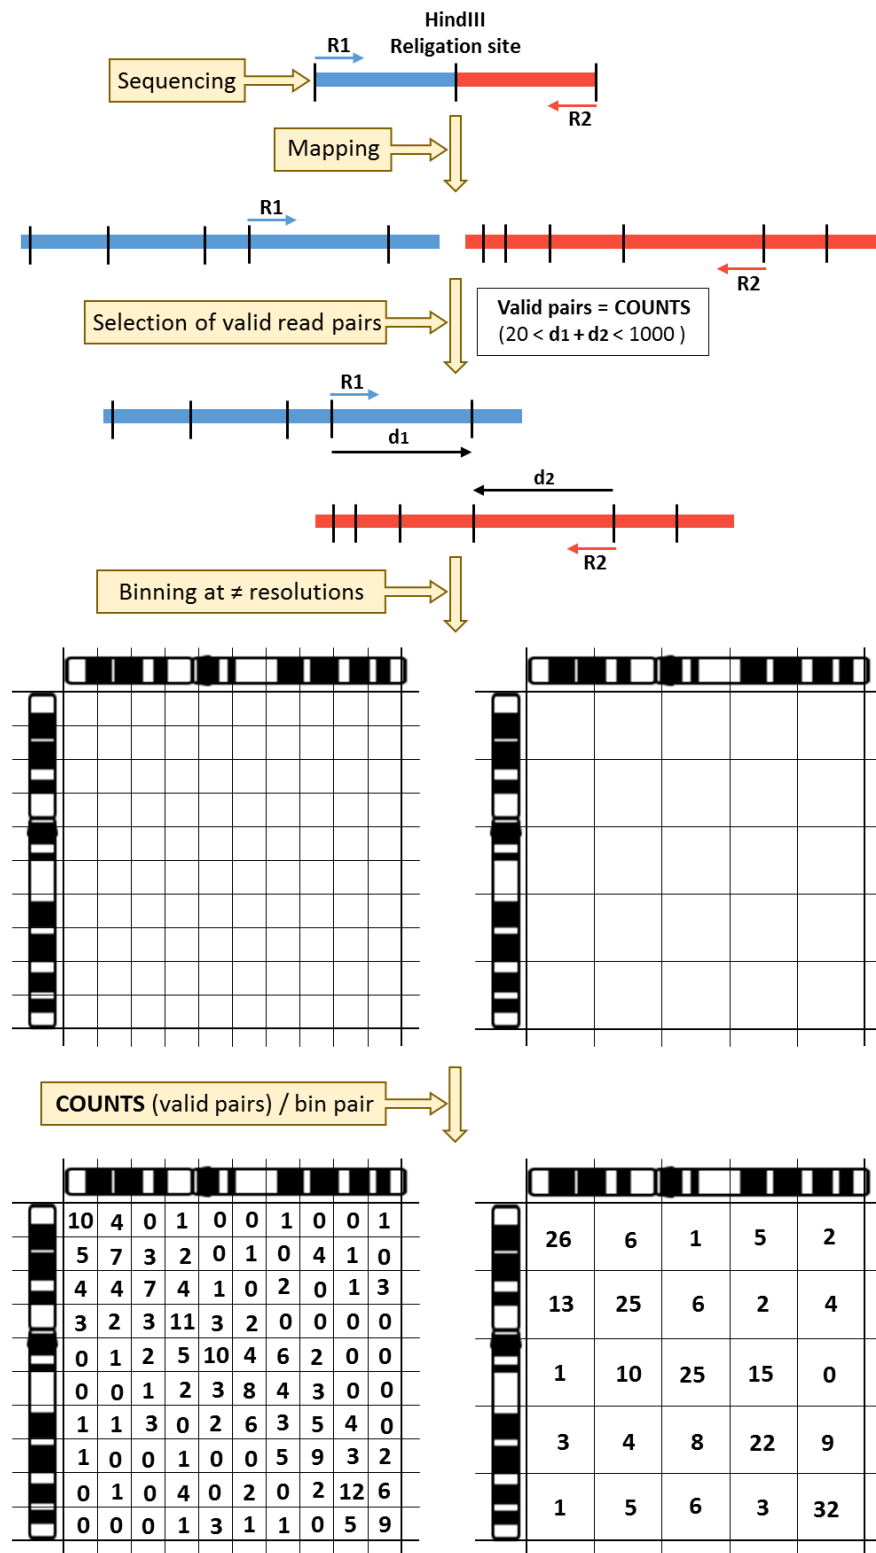 HindIII
Religation site
R1
Sequencing
R2
Mapping
R1
R2
Selection of valid read pairs
Valid pairs = COUNTS
(20 < d1 + d2 < 1000 )
R1
d1
d2
R2
Binning at ≠ resolutions
COUNTS (valid pairs) / bin pair
10 4 0 1 0 0 1 0 0 1
5 7 3 2 0 1 0 4 1 0
4 4 7 4 1 0 2 0 1 3
3 2 3 11 3 2 0 0 0 0
0 1 2 5 10 4 6 2 0 0
0 0 1 2 3 8 4 3 0 0
1 1 3 0 2 6 3 5 4 0
1 0 0 1 0 0 5 9 3 2
0 1 0 4 0 2 0 2 12 6
0 0 0 1 3 1 1 0 5 9
26 6 1 5 2
13 25 6 2 4
1 10 25 15 0
3 4 8 22 9
1 5 6 3 32